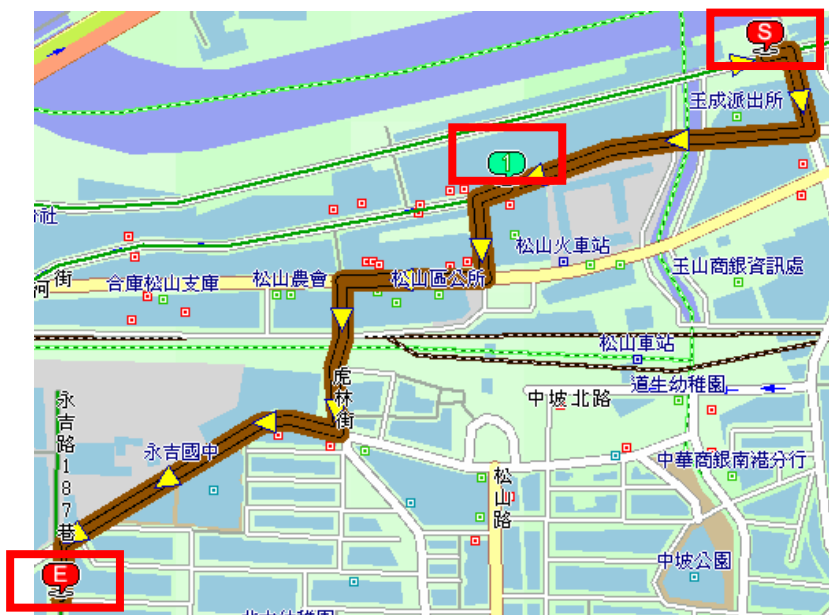 S
玉成派出所
1
松山火車站
玉山商銀資訊處
街
河
合庫松山支庫
松山農會
松山區公所
松山車站
道生幼稚園
虎林街
中坡北路
永吉路187巷
永吉國中
松山路
中華商銀南港分行
中坡公園
E